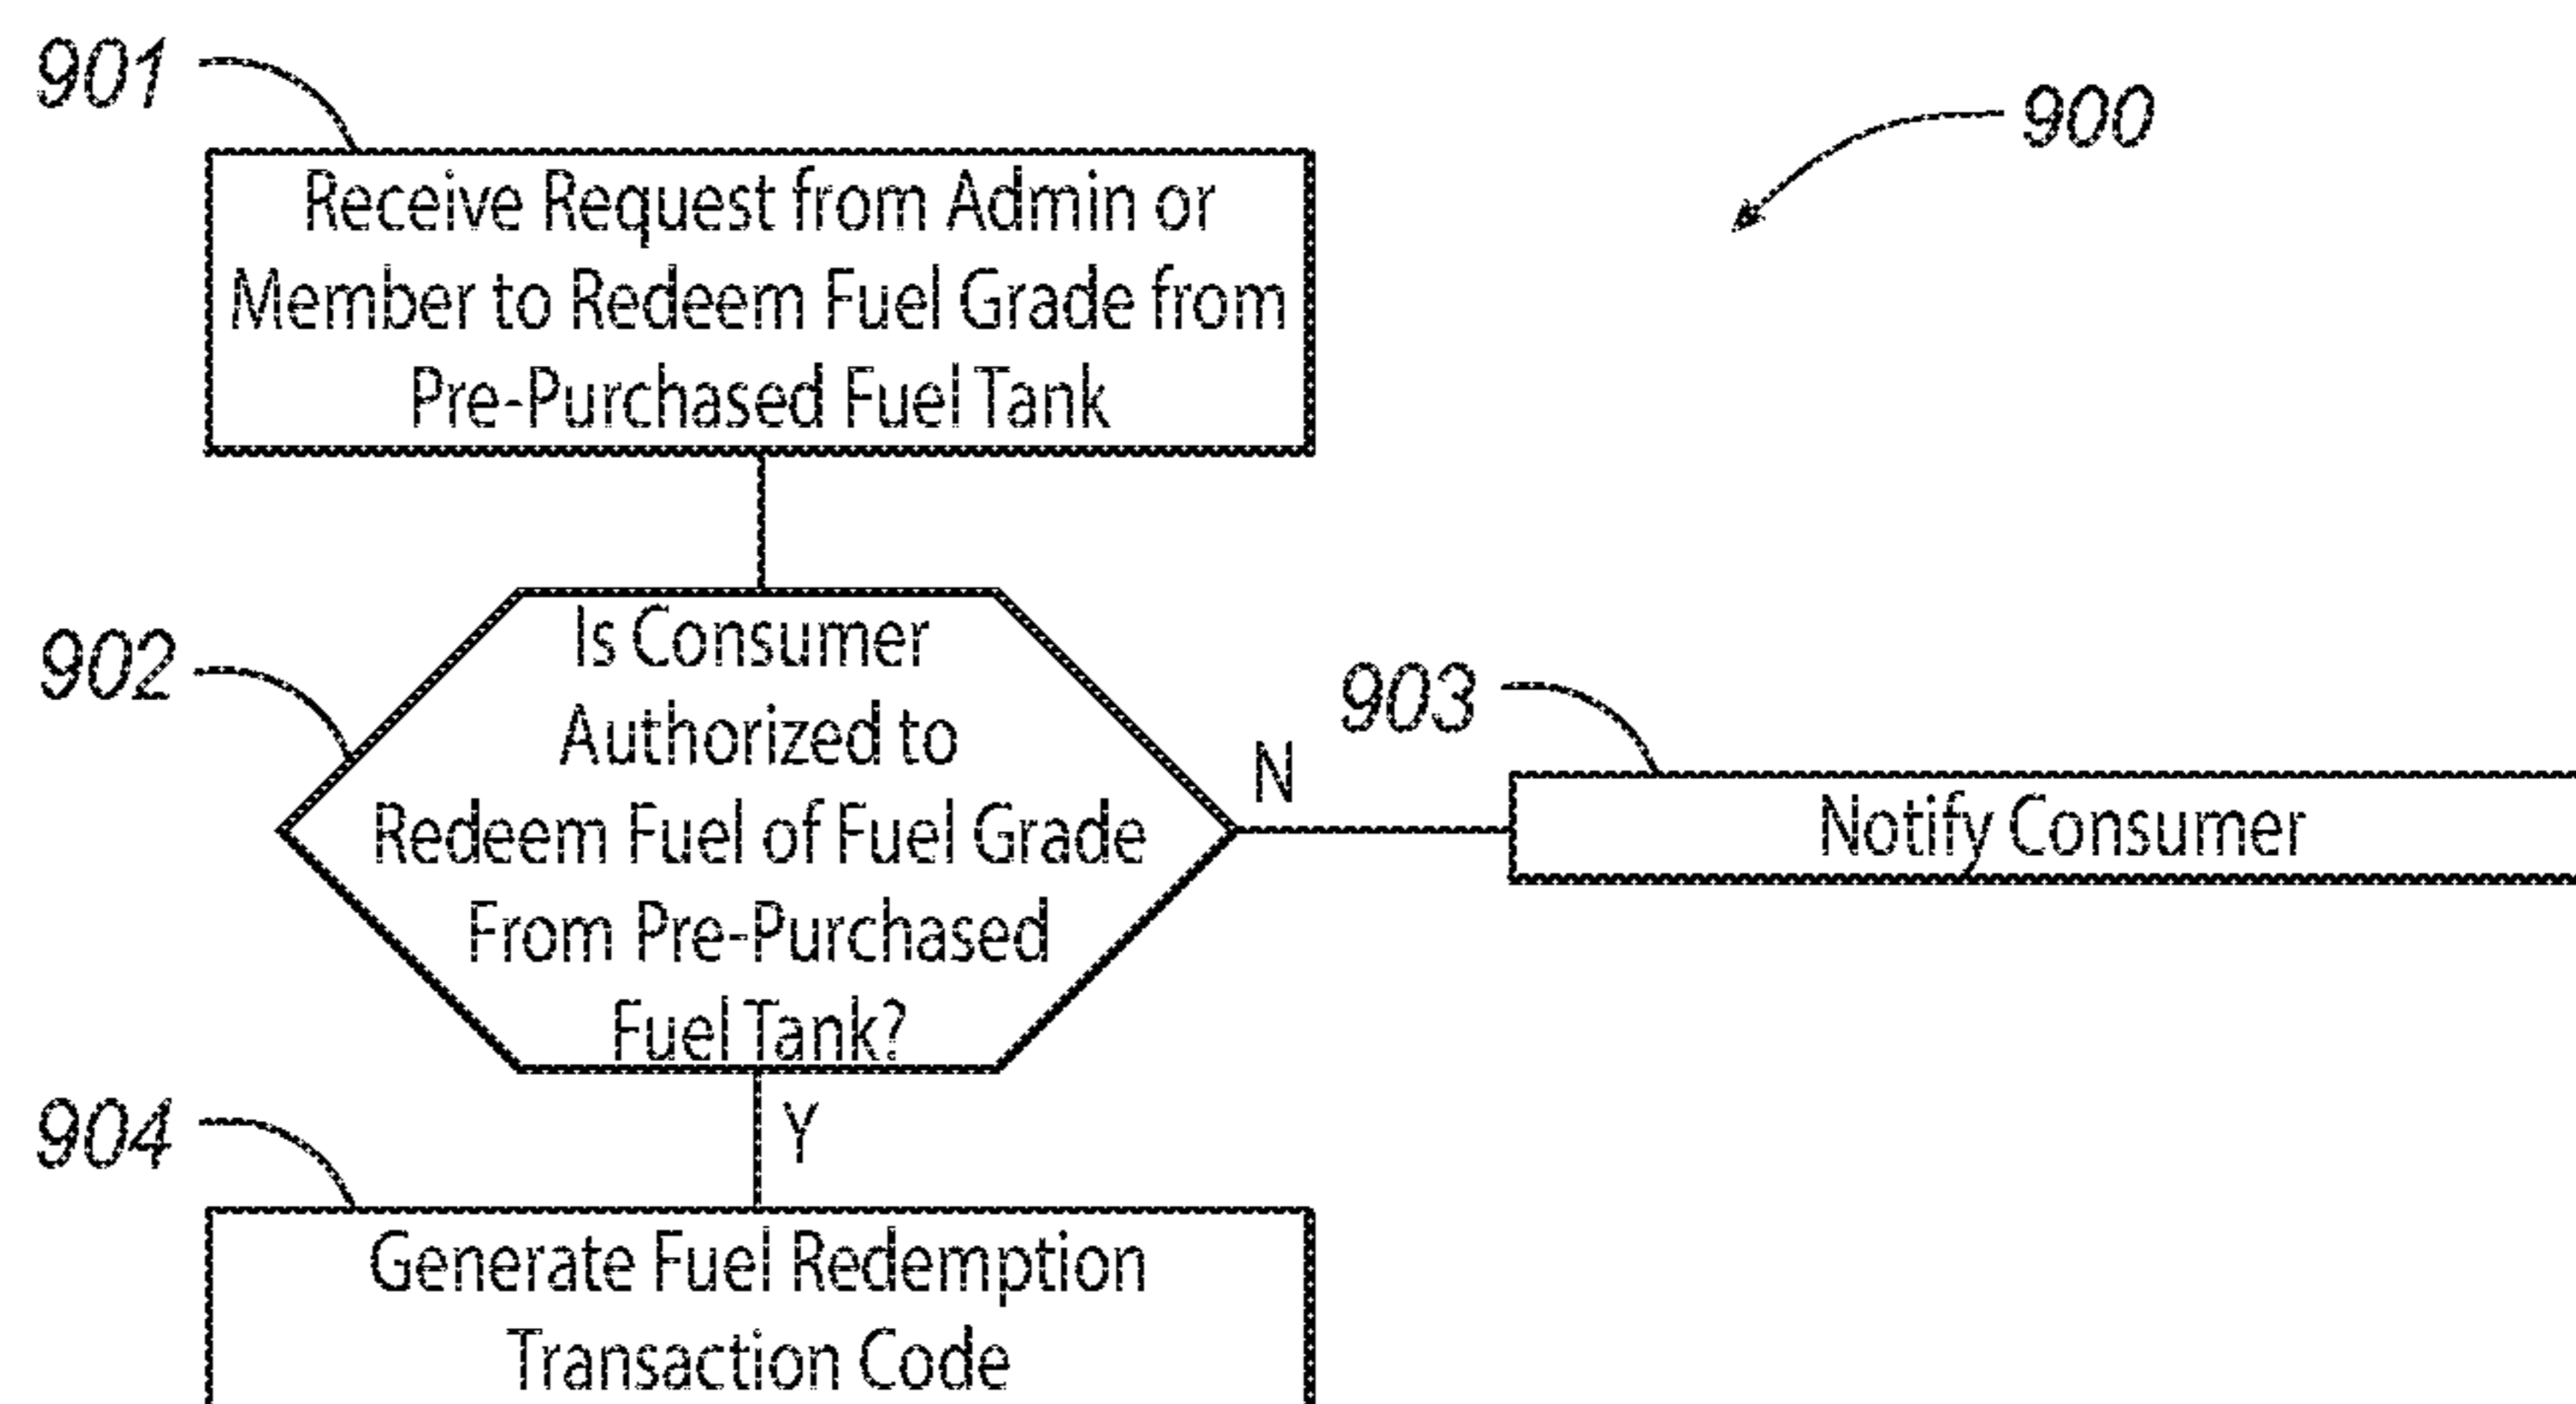 901
900
Receive Request from Admin or
Member to Redeem Fuel Grade from
Pre-Purchased Fuel Tank
902
Is Consumer
Authorized to
Redeem Fuel of Fuel Grade
From Pre-Purchased
Fuel Tank?
N
903
Notify Consumer
Y
904
Generate Fuel Redemption
Transaction Code